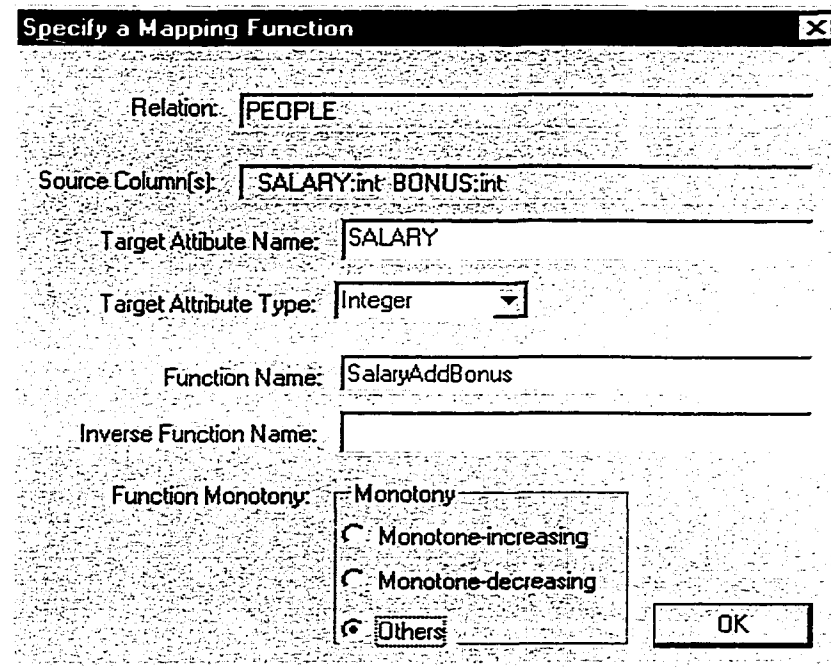 Specify a Mapping Function
Relation: PEOPLE
Source Column(s): SALARY:int BONUS:int
Target Attibute Name: SALARY
Target Attribute Type: Integer
Function Name: SalaryAddBonus
Inverse Function Name:
Function Monotony: Monotony
Monotone-increasing
Monotone-decreasing
Others
OK